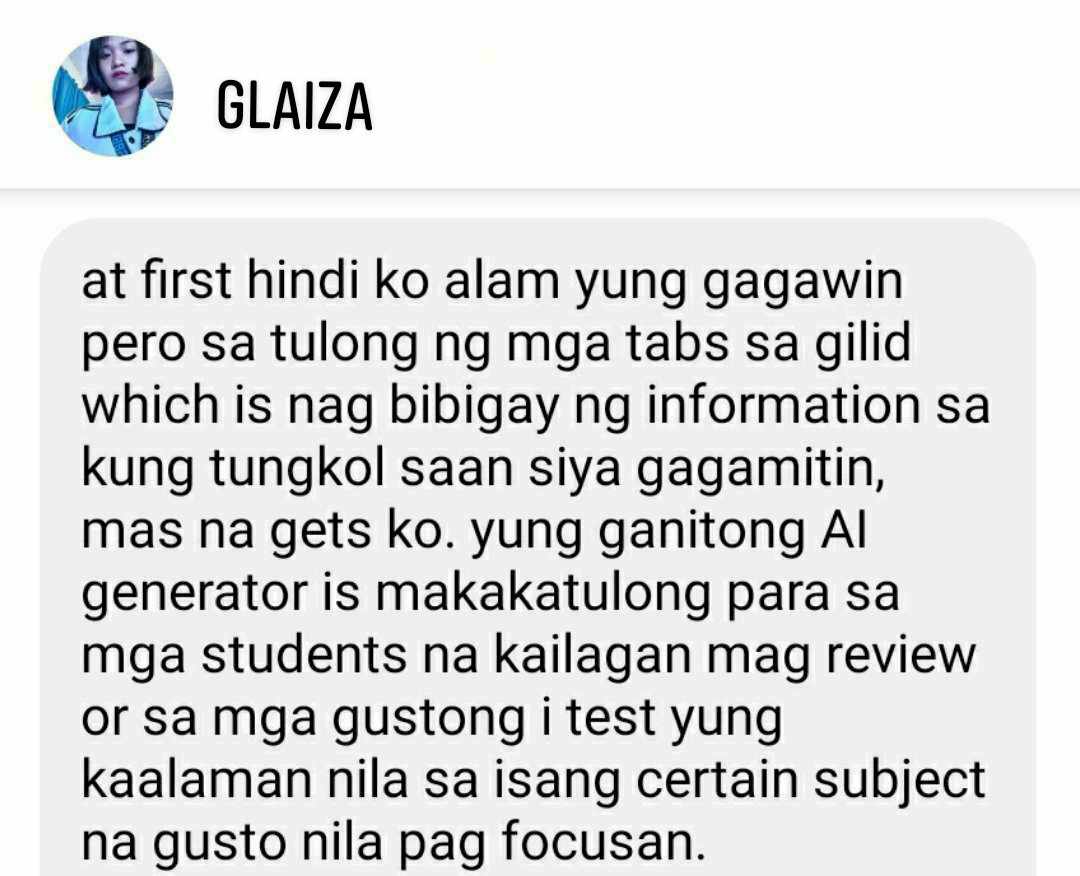 GLAIZA
at first hindi ko alam yung gagawin
pero sa tulong ng mga tabs sa gilid
which is nag bibigay ng information sa
kung tungkol saan siya gagamitin,
mas na gets ko. yung ganitong AI
generator is makakatulong para sa
mga students na kailagan mag review
or sa mga gustong i test yung
kaalaman nila sa isang certain subject
na gusto nila pag focusan.